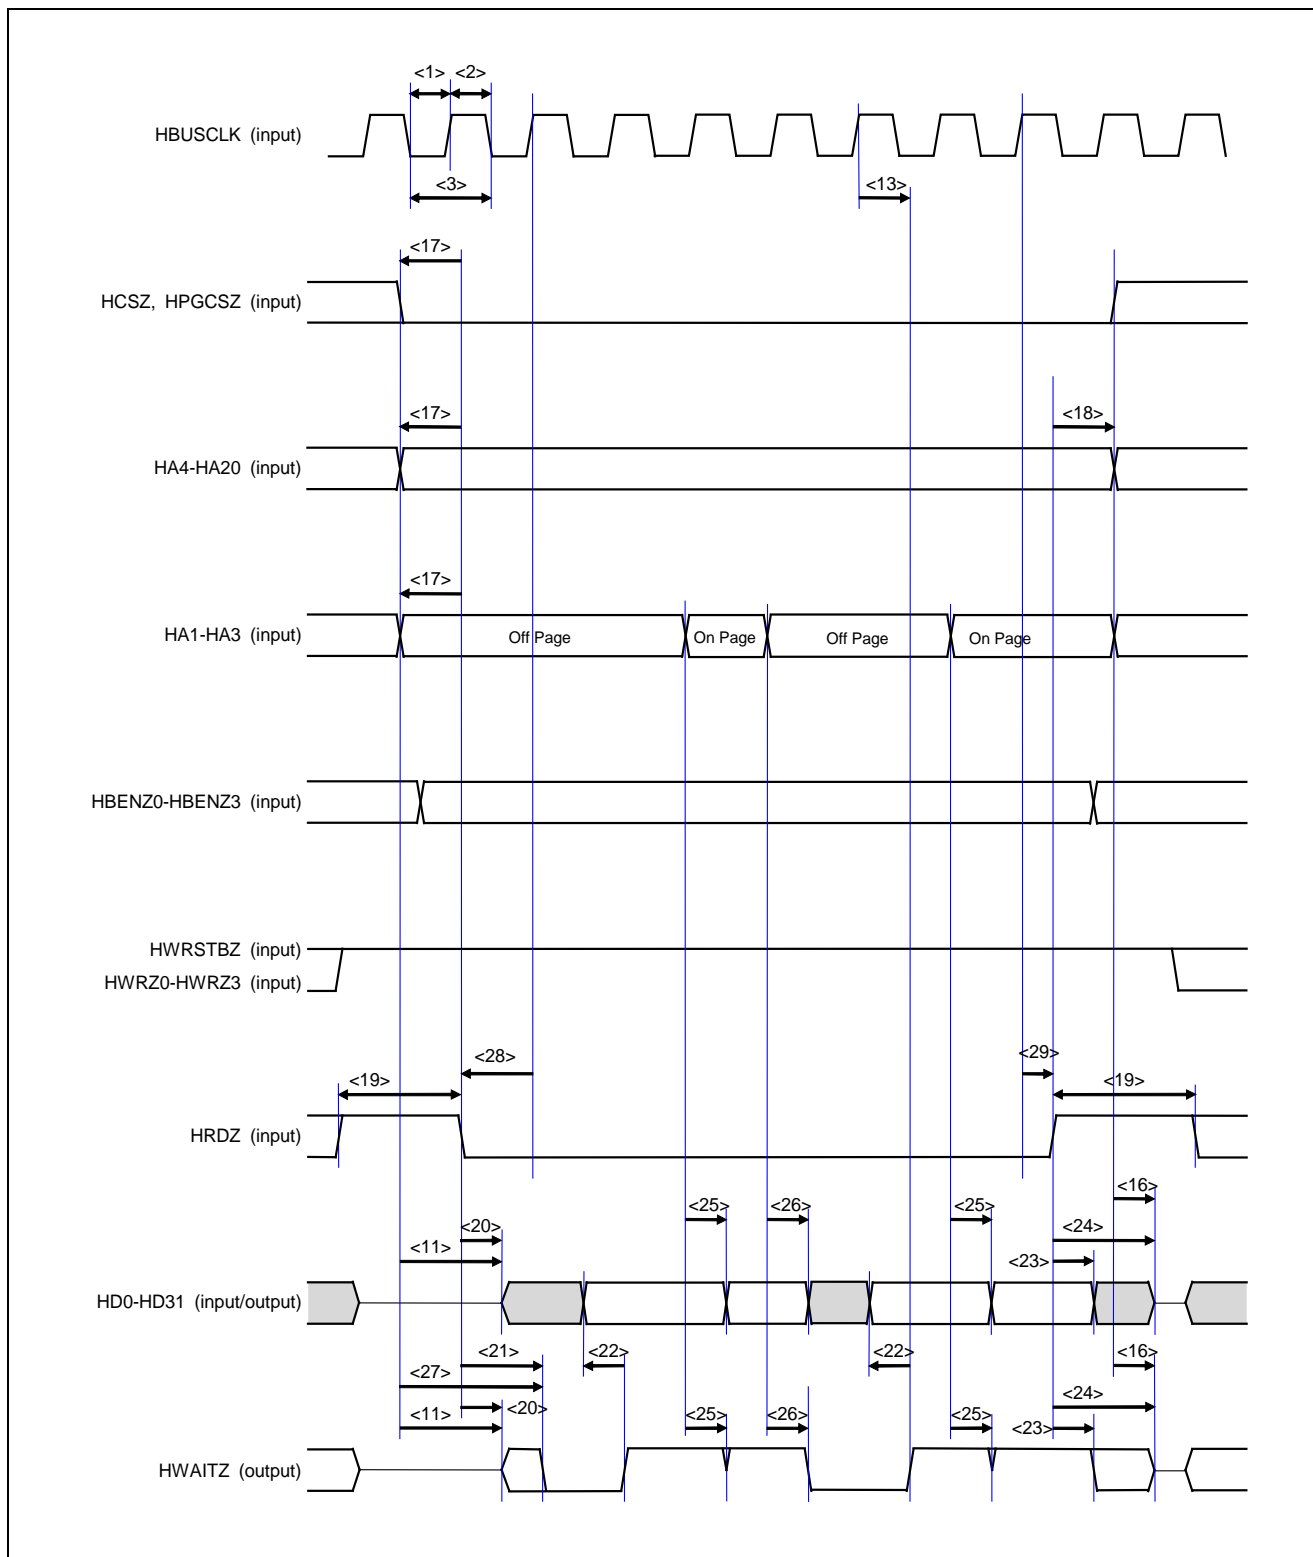 <1> <2>
HBUSCLK (input)
<3> <13>
<17>
HCSZ, HPGCSZ (input)
<17> <18>
HA4-HA20 (input)
<17>
HA1-HA3 (input) Off Page On Page Off Page On Page
HBENZ0-HBENZ3 (input)
HWRSTBZ (input)
HWRZ0-HWRZ3 (input)
<28> <29>
<19> <19>
HRDZ (input)
<16>
<20> <25> <26> <25> <24>
<11> <23>
HD0-HD31 (input/output)
<21> <22> <22> <16>
<27> <24>
<20> <25> <26> <25> <23>
<11>
HWAITZ (output)